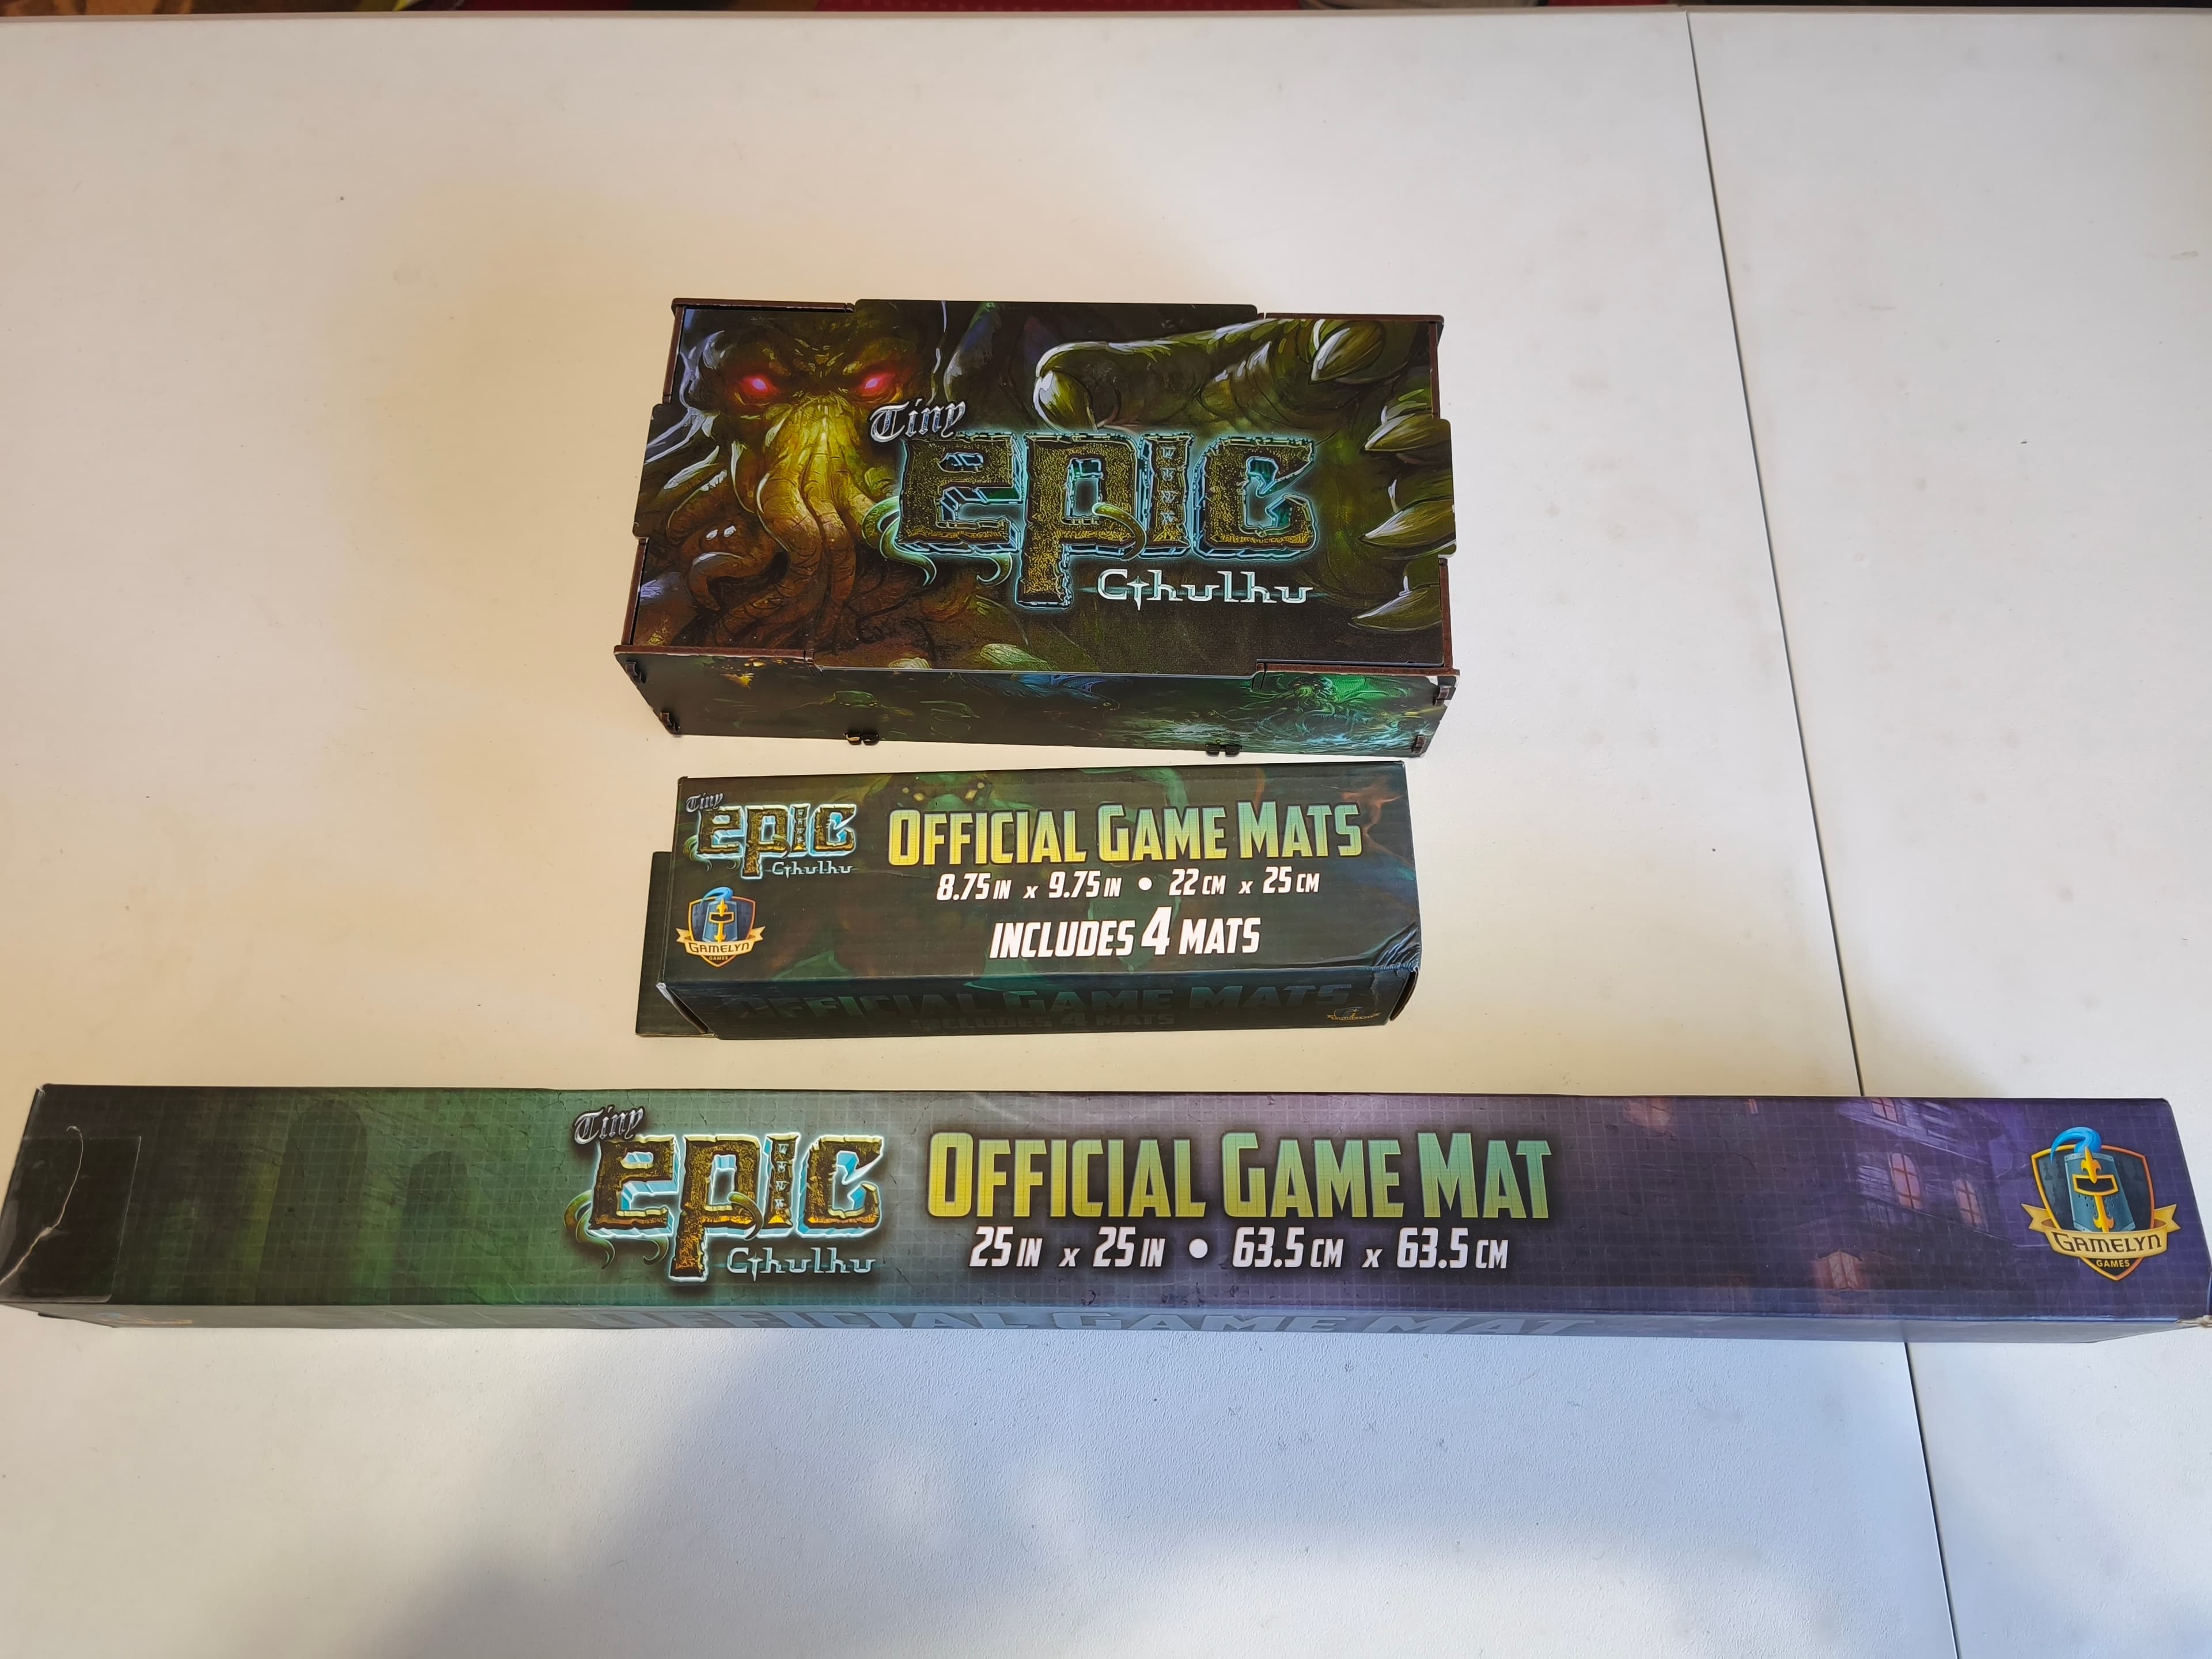 Tiny
epic
Cthulhu
Tiny
epic
Cthulhu
OFFICIAL GAME MATS
8.75 IN x 9.75 IN • 22 CM x 25 CM
INCLUDES 4 MATS
GAMELYN
GAMES
OFFICIAL GAME MATS
INCLUDES 4 MATS
Tiny
epic
Cthulhu
OFFICIAL GAME MAT
25 IN x 25 IN • 63.5 CM x 63.5 CM
GAMELYN
GAMES
OFFICIAL GAME MAT